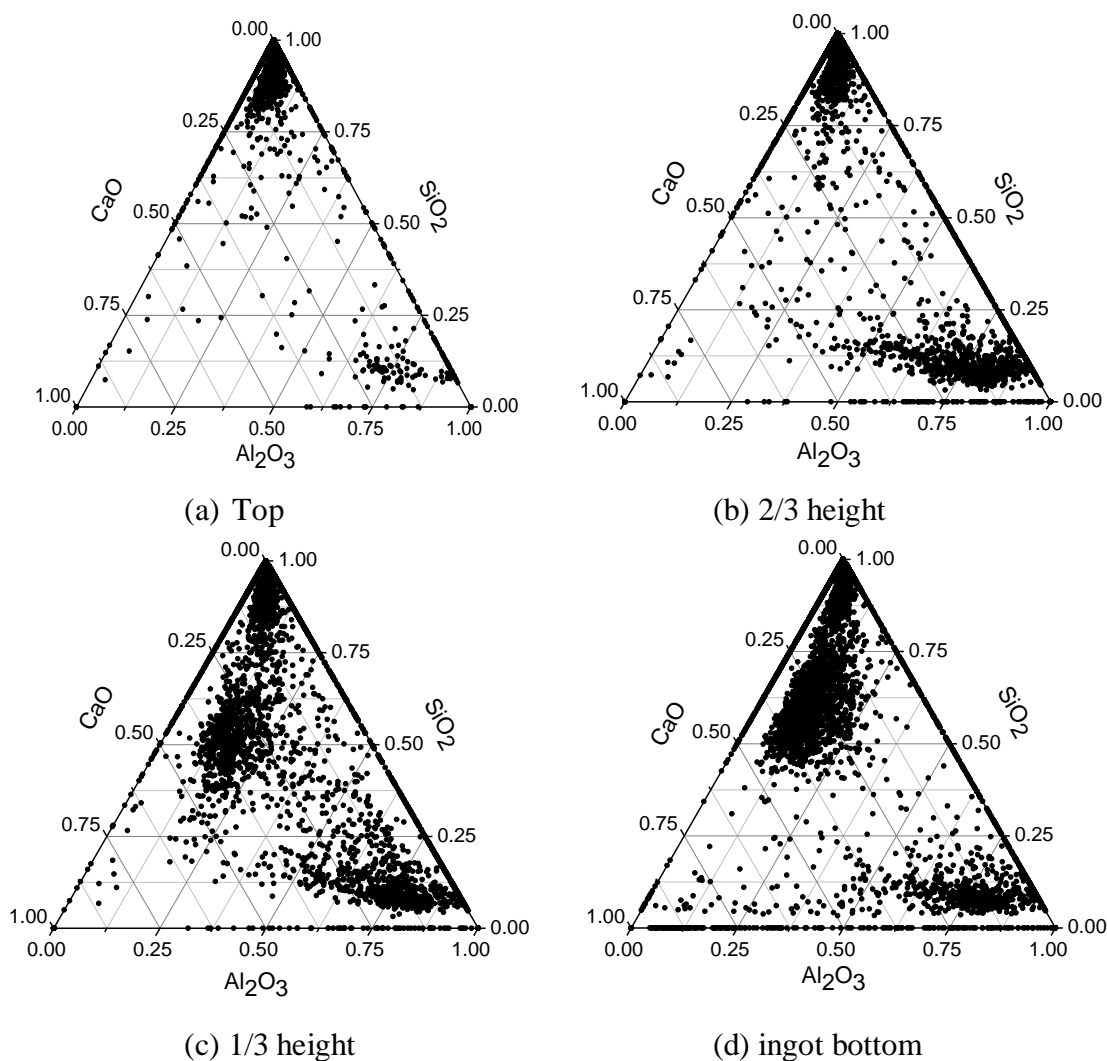 0.00 1.00
0.25 0.75
CaO SiO2
0.50 0.50
0.75 0.25
1.00 0.00
0.00 0.25 0.50 0.75 1.00
Al2O3
(a) Top
0.00 1.00
0.25 0.75
CaO SiO2
0.50 0.50
0.75 0.25
1.00 0.00
0.00 0.25 0.50 0.75 1.00
Al2O3
(b) 2/3 height
0.00 1.00
0.25 0.75
CaO SiO2
0.50 0.50
0.75 0.25
1.00 0.00
0.00 0.25 0.50 0.75 1.00
Al2O3
(c) 1/3 height
0.00 1.00
0.25 0.75
CaO SiO2
0.50 0.50
0.75 0.25
1.00 0.00
0.00 0.25 0.50 0.75 1.00
Al2O3
(d) ingot bottom